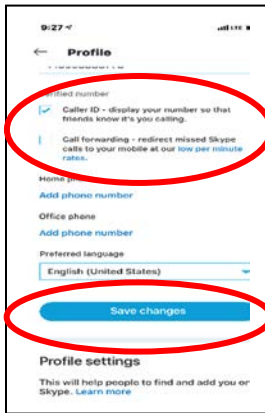 9:27
LTE
← Profile
Verified number
Caller ID - display your number so that
friends know it's you calling.
Call forwarding - redirect missed Skype
calls to your mobile at our low per minute
rates.
Home
Add phone number
Office phone
Add phone number
Preferred language
English (United States)
Save changes
Profile settings
This will help people to find and add you on
Skype. Learn more